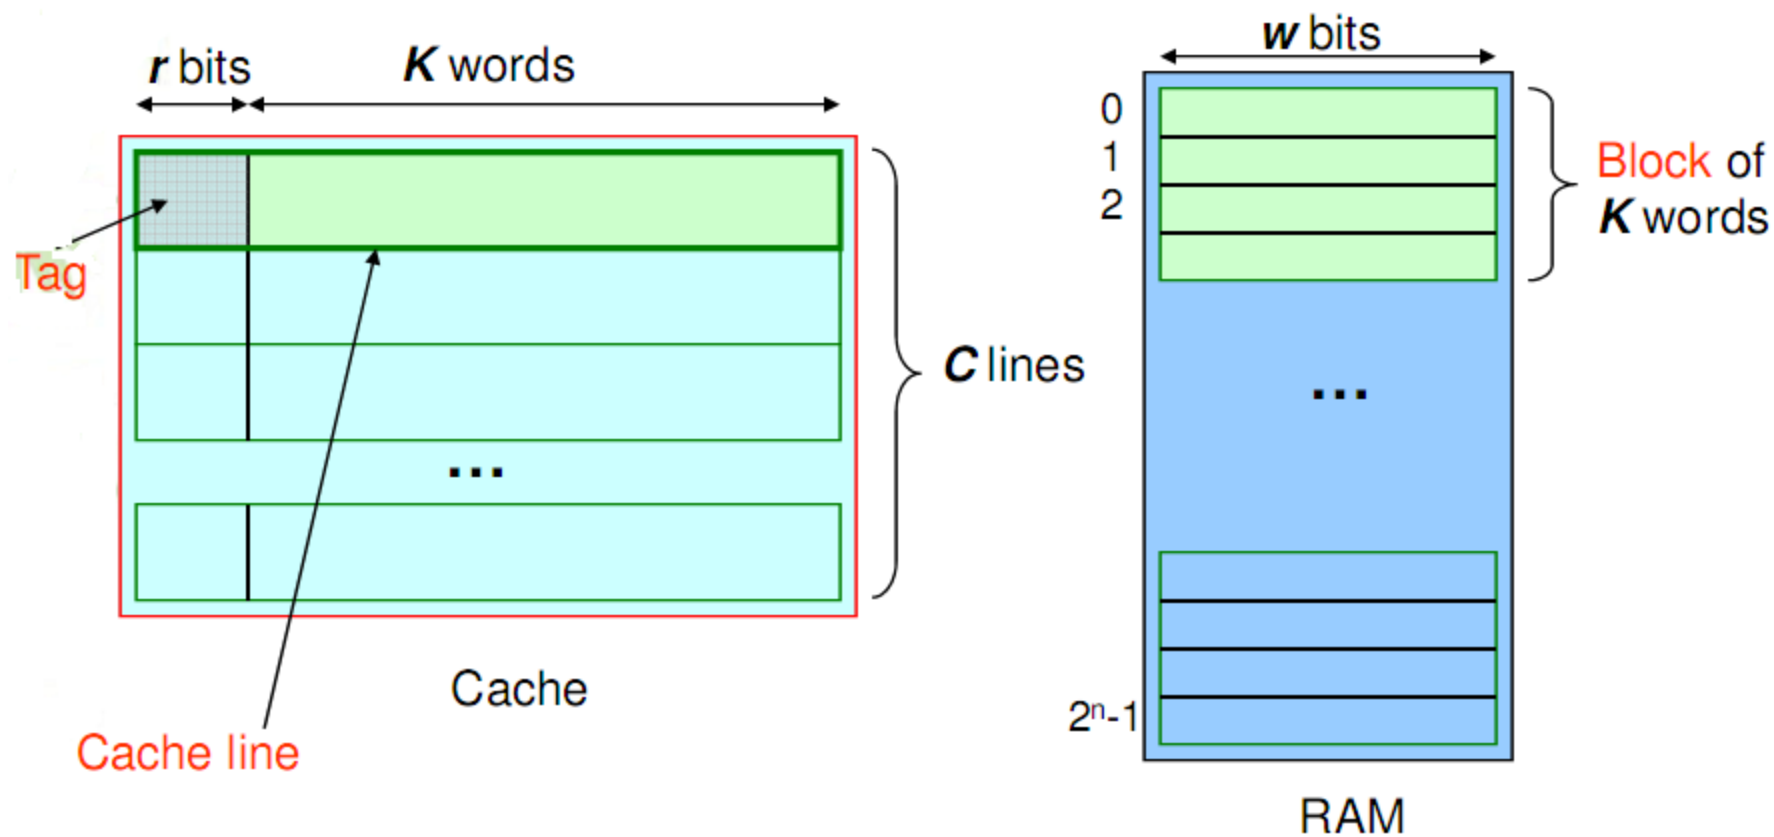 r bits
K words
Tag
C lines
...
Cache
Cache line
w bits
0
1
2
Block of
K words
...
2ⁿ-1
RAM